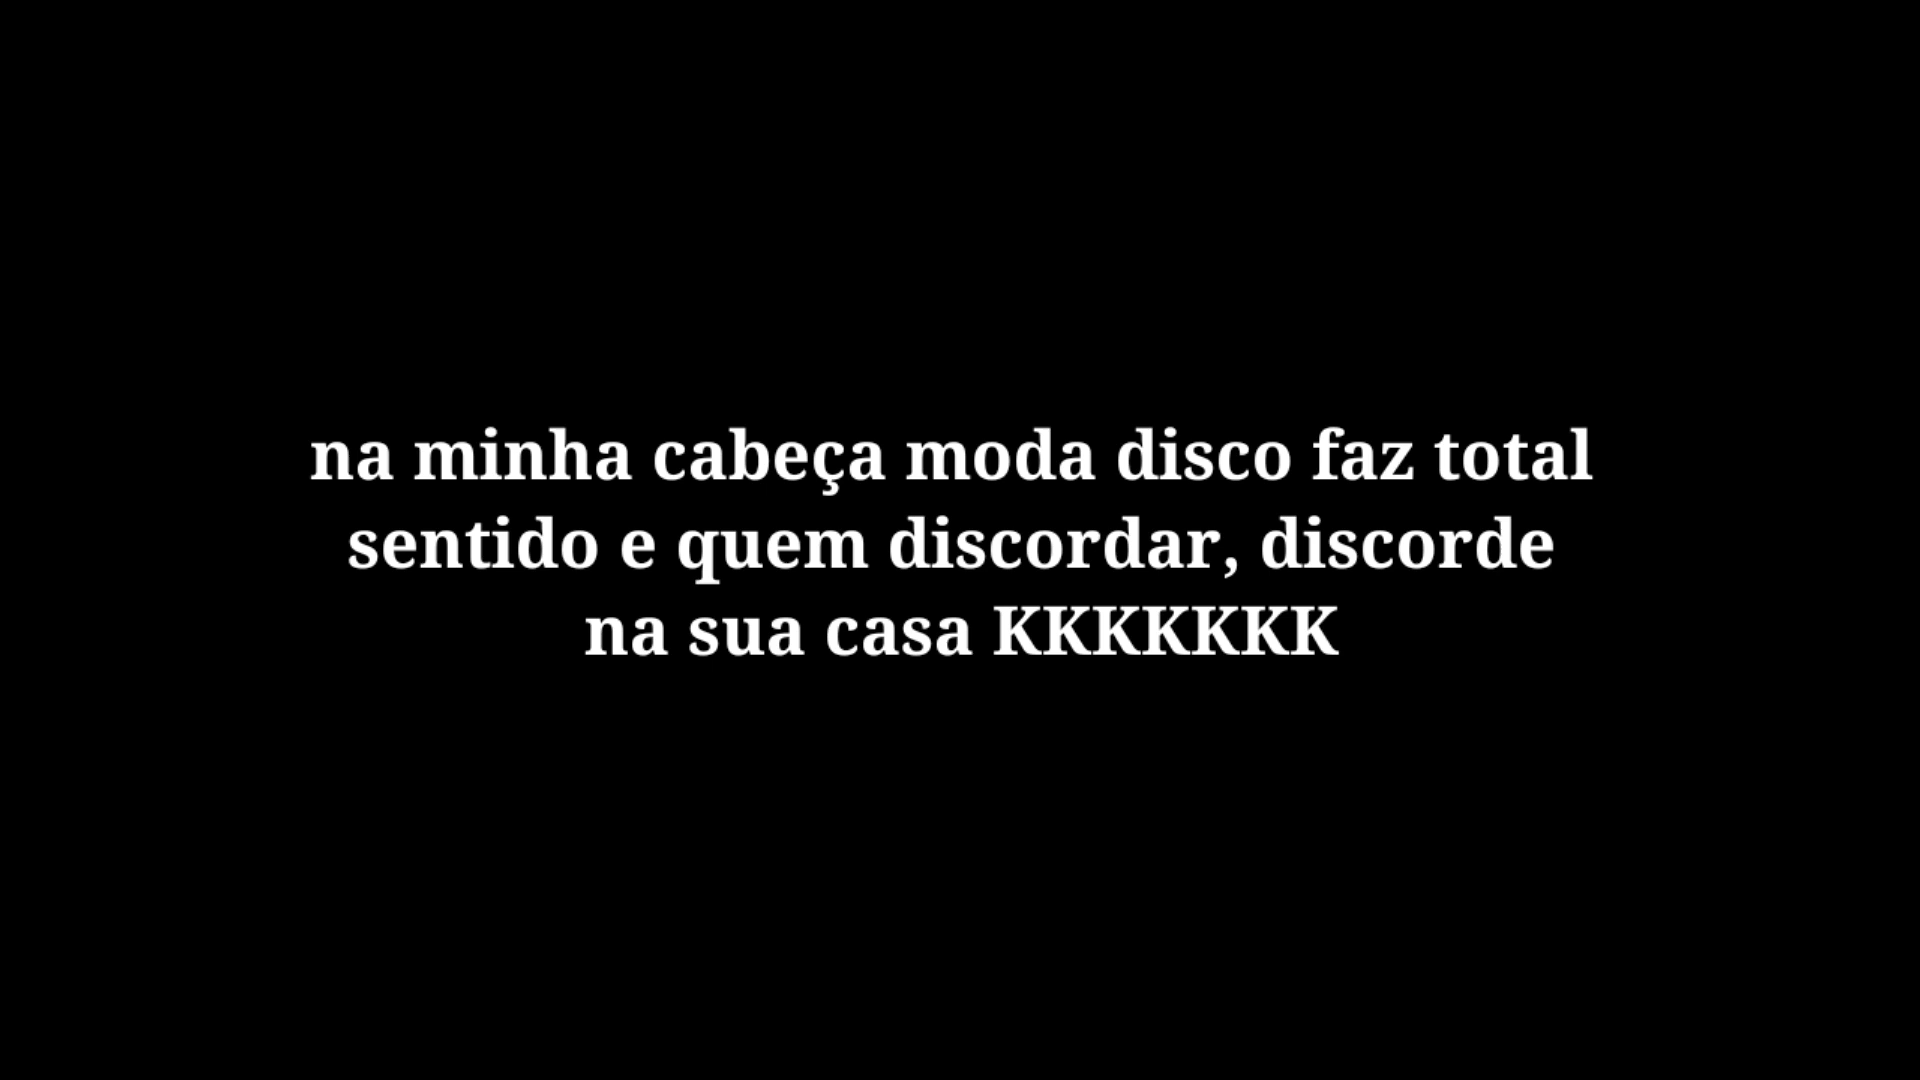 na minha cabeça moda disco faz total
sentido e quem discordar, discorde
na sua casa KKKKKKK